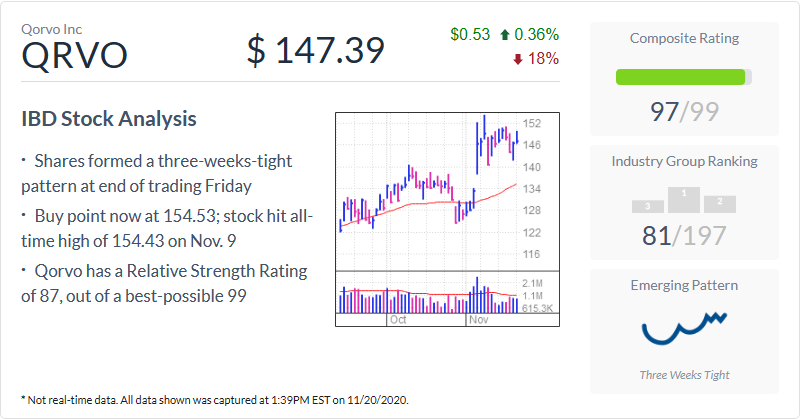 Qorvo Inc
QRVO
$ 147.39
$0.53 0.36%
18%
IBD Stock Analysis
· Shares formed a three-weeks-tight
pattern at end of trading Friday
· Buy point now at 154.53; stock hit all-
time high of 154.43 on Nov. 9
· Qorvo has a Relative Strength Rating
of 87, out of a best-possible 99
152
146
140
134
128
122
116
2.1M
1.1M
615.3K
Oct Nov
Composite Rating
97/99
Industry Group Ranking
1
3 2
81/197
Emerging Pattern
Three Weeks Tight
* Not real-time data. All data shown was captured at 1:39PM EST on 11/20/2020.